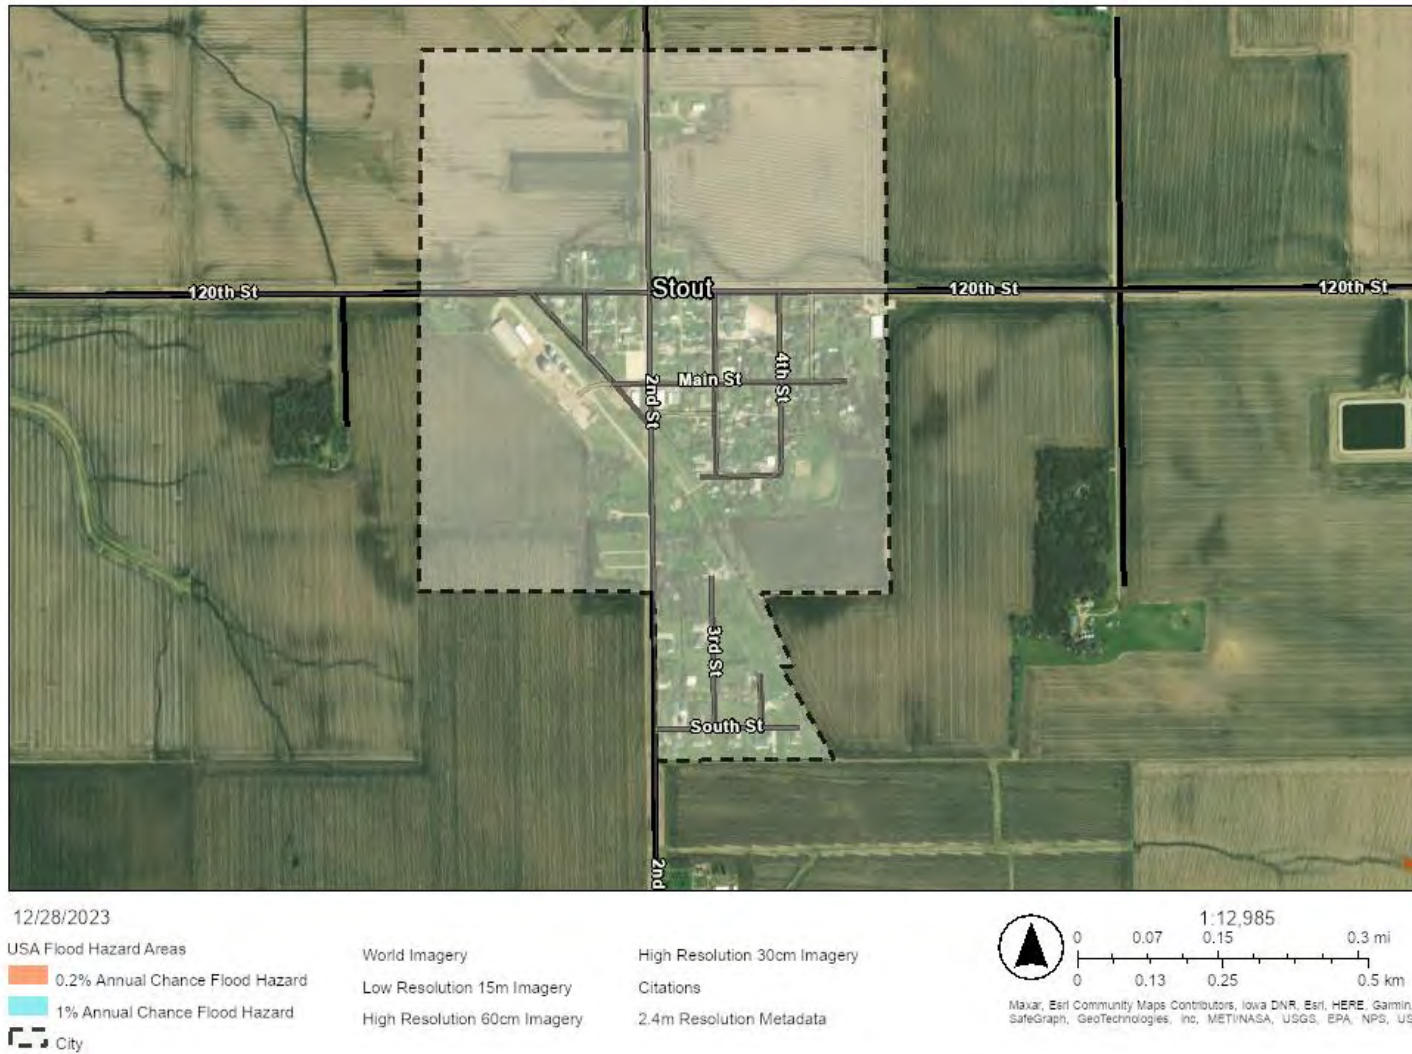 Stout
120th St
120th St
120th St
Main St
4th St
2nd St
3rd St
South St
2nd
12/28/2023
USA Flood Hazard Areas
0.2% Annual Chance Flood Hazard
1% Annual Chance Flood Hazard
City
World Imagery
Low Resolution 15m Imagery
High Resolution 60cm Imagery
High Resolution 30cm Imagery
Citations
2.4m Resolution Metadata
1:12,985
0 0.07 0.15 0.3 mi
0 0.13 0.25 0.5 km
Maxar, Esri Community Maps Contributors, Iowa DNR, Esri, HERE, Garmin,
SafeGraph, GeoTechnologies, Inc, METI/NASA, USGS, EPA, NPS, US